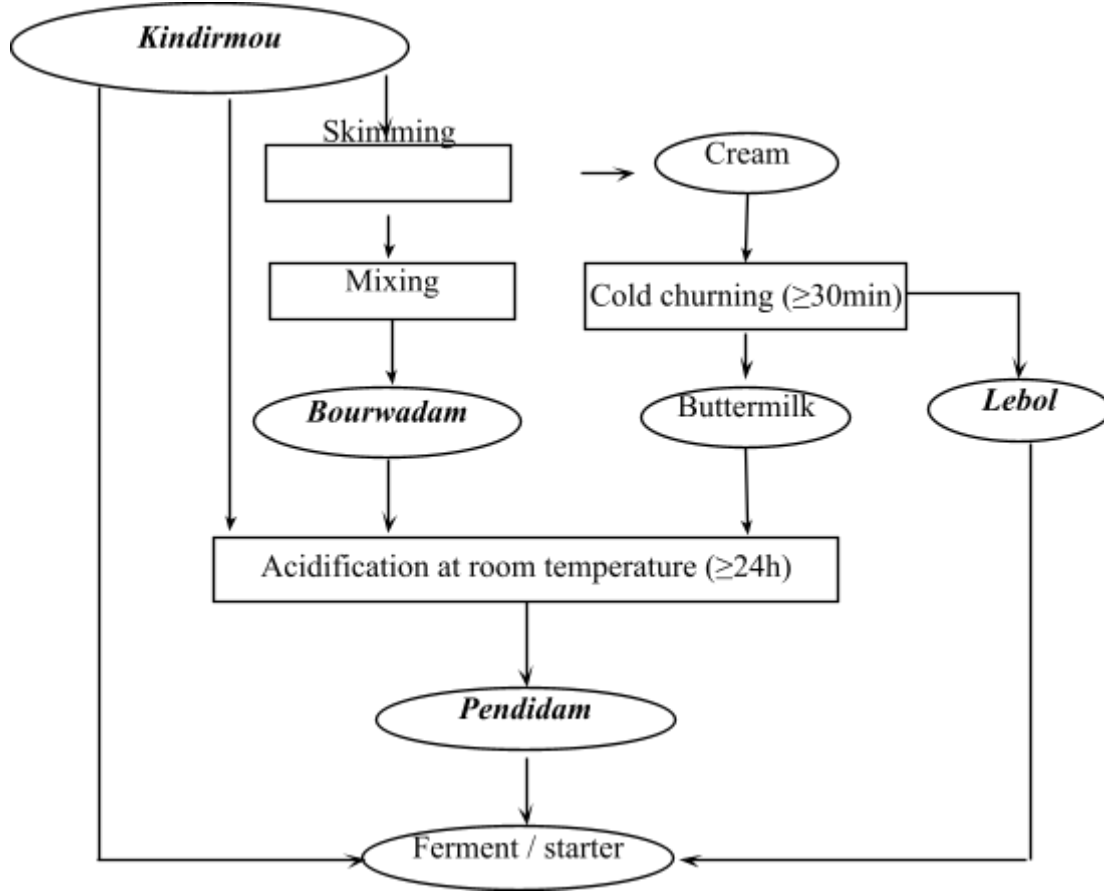 Kindirmou
Skimming
Cream
Mixing
Cold churning (≥30min)
Bourwadam
Buttermilk
Lebol
Acidification at room temperature (≥24h)
Pendidam
Ferment / starter